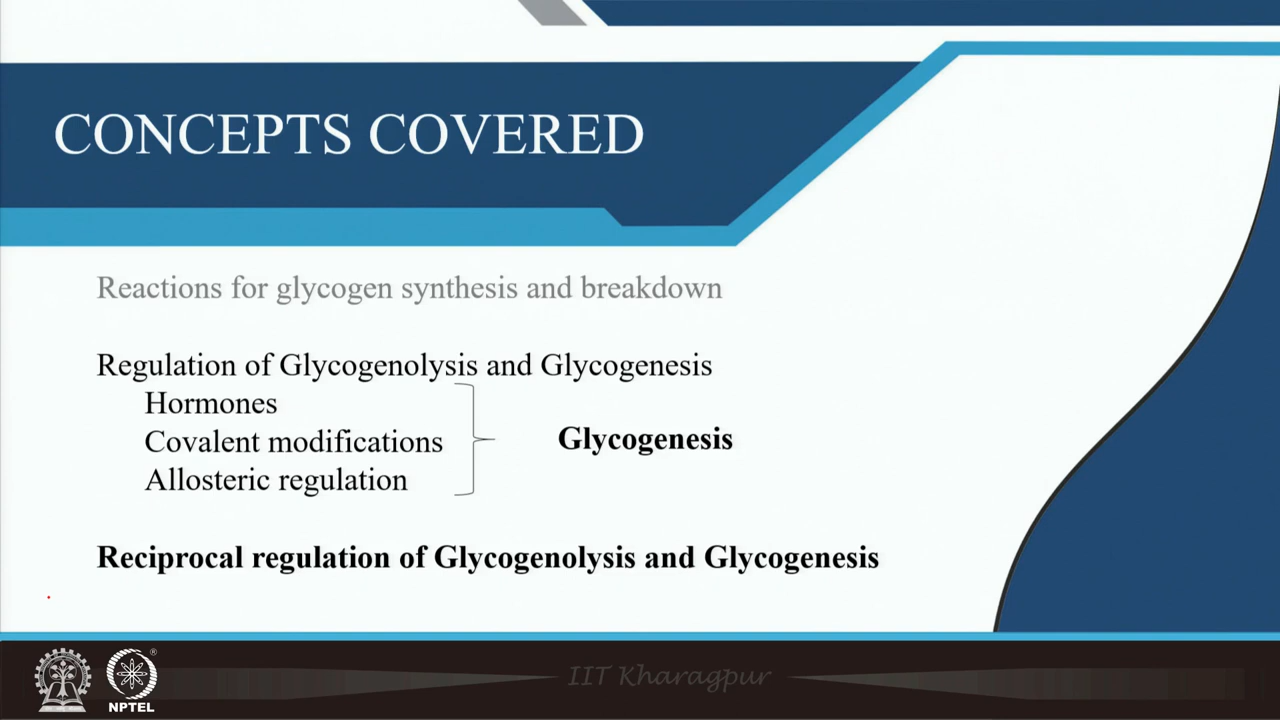 CONCEPTS COVERED
Reactions for glycogen synthesis and breakdown
Regulation of Glycogenolysis and Glycogenesis
Hormones
Covalent modifications
Glycogenesis
Allosteric regulation
Reciprocal regulation of Glycogenolysis and Glycogenesis
IIT Kharagpur
®
NPTEL